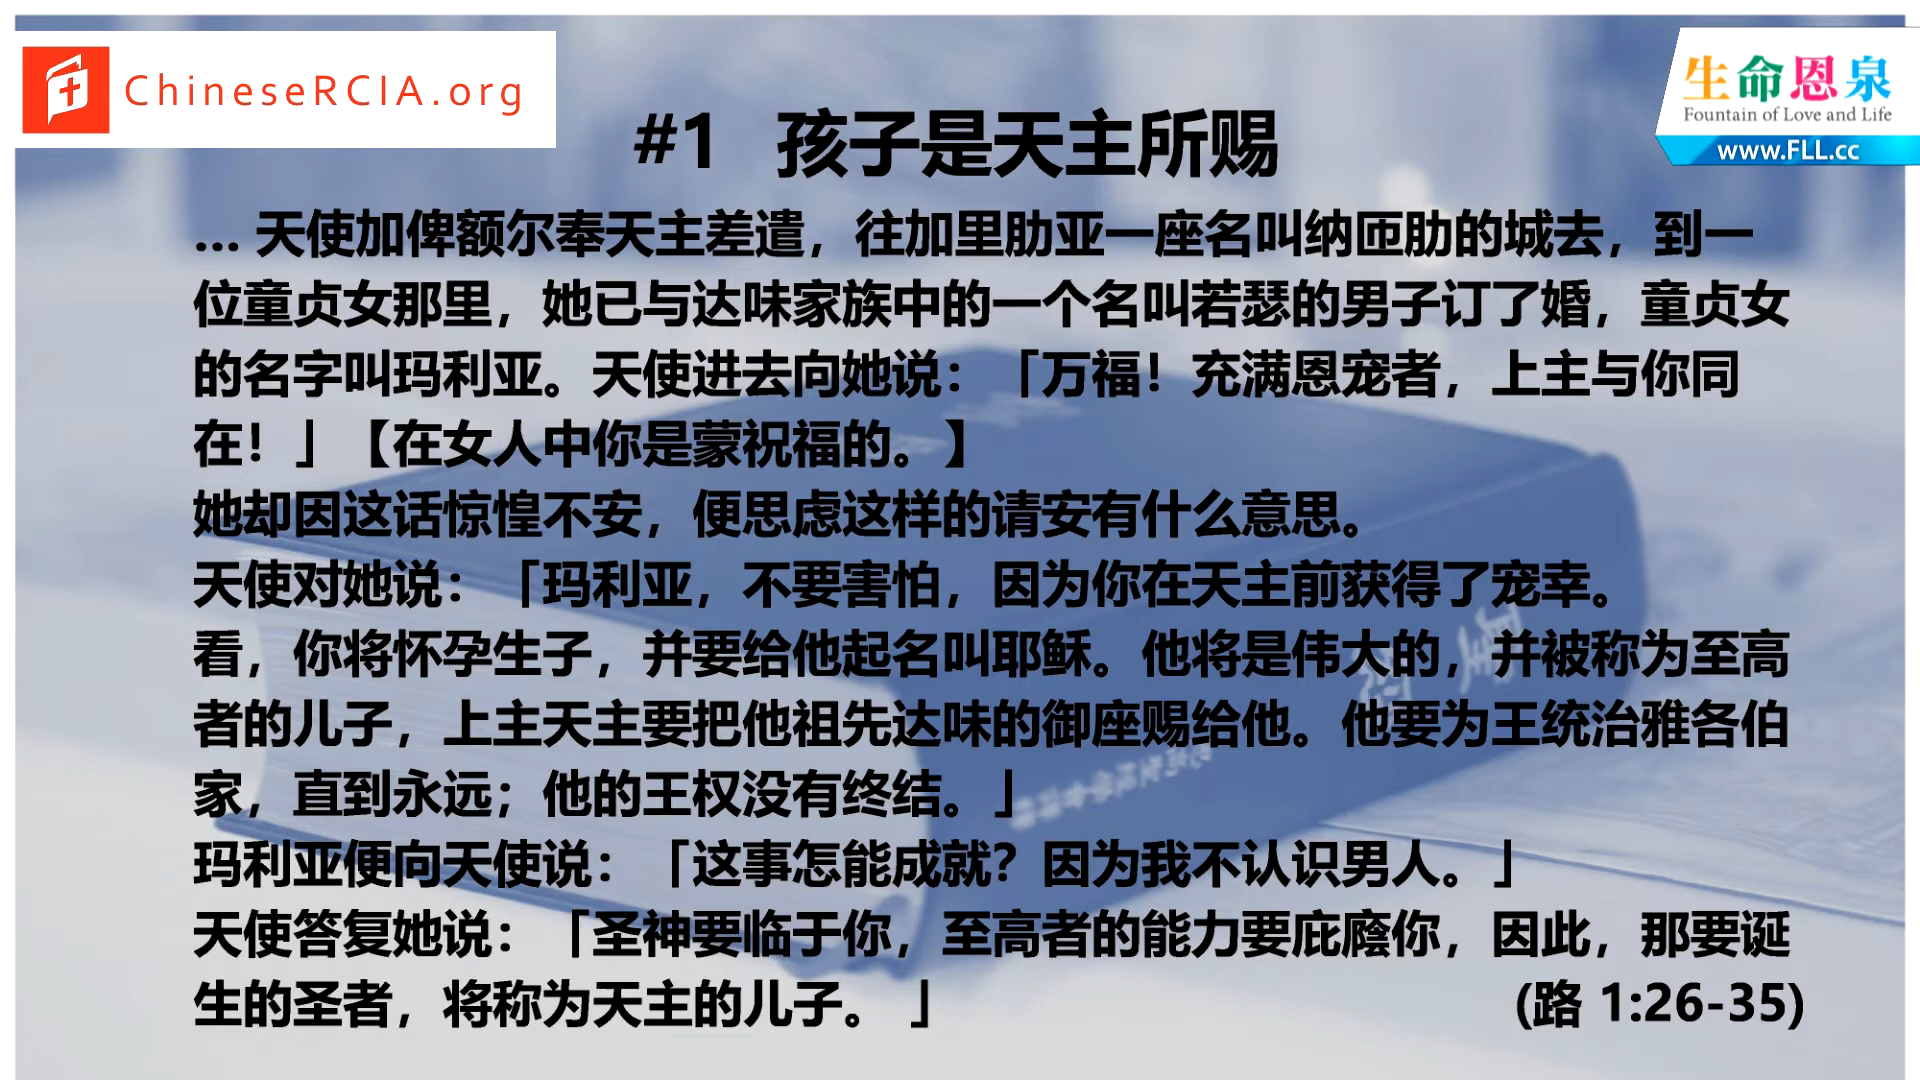 ChineseRCIA.org
生命恩泉
Fountain of Love and Life
www.FLL.cc
#1 孩子是天主所赐
... 天使加俾额尔奉天主差遣，往加里肋亚一座名叫纳匝肋的城去，到一
位童贞女那里，她已与达味家族中的一个名叫若瑟的男子订了婚，童贞女
的名字叫玛利亚。天使进去向她说：「万福！充满恩宠者，上主与你同
在！」【在女人中你是蒙祝福的。】
她却因这话惊惶不安，便思虑这样的请安有什么意思。
天使对她说：「玛利亚，不要害怕，因为你在天主前获得了宠幸。
看，你将怀孕生子，并要给他起名叫耶稣。他将是伟大的，并被称为至高
者的儿子，上主天主要把他祖先达味的御座赐给他。他要为王统治雅各伯
家，直到永远；他的王权没有终结。」
玛利亚便向天使说：「这事怎能成就？因为我不认识男人。」
天使答复她说：「圣神要临于你，至高者的能力要庇廕你，因此，那要诞
生的圣者，将称为天主的儿子。」 (路 1:26-35)